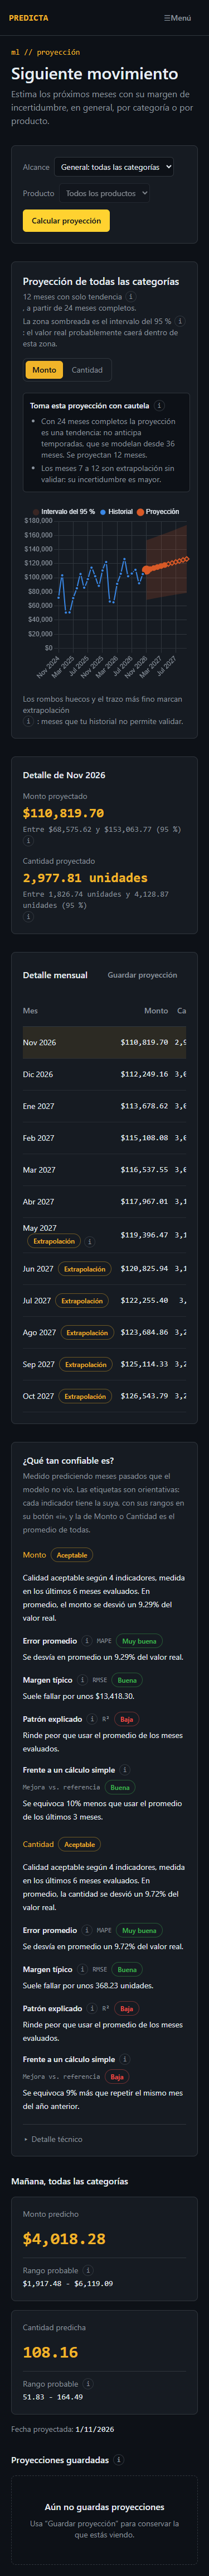 PREDICTA
☰Menú
ml // proyección
Siguiente movimiento
Estima los próximos meses con su margen de
incertidumbre, en general, por categoría o por
producto.
Alcance General: todas las categorías
Producto Todos los productos
Calcular proyección
Proyección de todas las categorías
12 meses con solo tendencia i
, a partir de 24 meses completos.
La zona sombreada es el intervalo del 95 % i
: el valor real probablemente caerá dentro de
esta zona.
Monto Cantidad
Toma esta proyección con cautela i
• Con 24 meses completos la proyección
es una tendencia: no anticipa
temporadas, que se modelan desde 36
meses. Se proyectan 12 meses.
• Los meses 7 a 12 son extrapolación sin
validar: su incertidumbre es mayor.
Intervalo del 95 % Historial Proyección
$180,000
$160,000
$140,000
$120,000
$100,000
$80,000
$60,000
$40,000
$20,000
$0
Nov 2024
Mar 2025
Jul 2025
Nov 2025
Mar 2026
Jul 2026
Nov 2026
Mar 2027
Jul 2027
Los rombos huecos y el trazo más fino marcan
extrapolación
i : meses que tu historial no permite validar.
Detalle de Nov 2026
Monto proyectado
$110,819.70
Entre $68,575.62 y $153,063.77 (95 %)
i
Cantidad proyectada
2,977.81 unidades
Entre 1,826.74 unidades y 4,128.87
unidades (95 %)
i
Detalle mensual Guardar proyección
Mes Monto Ca
Nov 2026 $110,819.70 2,9
Dic 2026 $112,249.16 3,0
Ene 2027 $113,678.62 3,0
Feb 2027 $115,108.08 3,0
Mar 2027 $116,537.55 3,0
Abr 2027 $117,967.01 3,1
May 2027
Extrapolación i $119,396.47 3,1
Jun 2027 Extrapolación $120,825.94 3,1
Jul 2027 Extrapolación $122,255.40 3,
Ago 2027 Extrapolación $123,684.86 3,2
Sep 2027 Extrapolación $125,114.33 3,2
Oct 2027 Extrapolación $126,543.79 3,2
¿Qué tan confiable es?
Medido prediciendo meses pasados que el
modelo no vio. Las etiquetas son orientativas:
cada indicador tiene la suya, con sus rangos en
su botón «i», y la de Monto o Cantidad es el
promedio de todas.
Monto Aceptable
Calidad aceptable según 4 indicadores, medida
en los últimos 6 meses evaluados. En
promedio, el monto se desvió un 9.29% del
valor real.
Error promedio i MAPE Muy buena
Se desvía en promedio un 9.29% del valor real.
Margen típico i RMSE Buena
Suele fallar por unos $13,418.30.
Patrón explicado i R² Baja
Rinde peor que usar el promedio de los meses
evaluados.
Frente a un cálculo simple i
Mejora vs. referencia Buena
Se equivoca 10% menos que usar el promedio
de los últimos 3 meses.
Cantidad Aceptable
Calidad aceptable según 4 indicadores, medida
en los últimos 6 meses evaluados. En
promedio, la cantidad se desvió un 9.72% del
valor real.
Error promedio i MAPE Muy buena
Se desvía en promedio un 9.72% del valor real.
Margen típico i RMSE Buena
Suele fallar por unos 368.23 unidades.
Patrón explicado i R² Baja
Rinde peor que usar el promedio de los meses
evaluados.
Frente a un cálculo simple i
Mejora vs. referencia Baja
Se equivoca 9% más que repetir el mismo mes
del año anterior.
▸ Detalle técnico
Mañana, todas las categorías
Monto predicho
$4,018.28
Rango probable i
$1,917.48 - $6,119.09
Cantidad predicha
108.16
Rango probable i
51.83 - 164.49
Fecha proyectada: 1/11/2026
Proyecciones guardadas i
Aún no guardas proyecciones
Usa "Guardar proyección" para conservar la
que estás viendo.